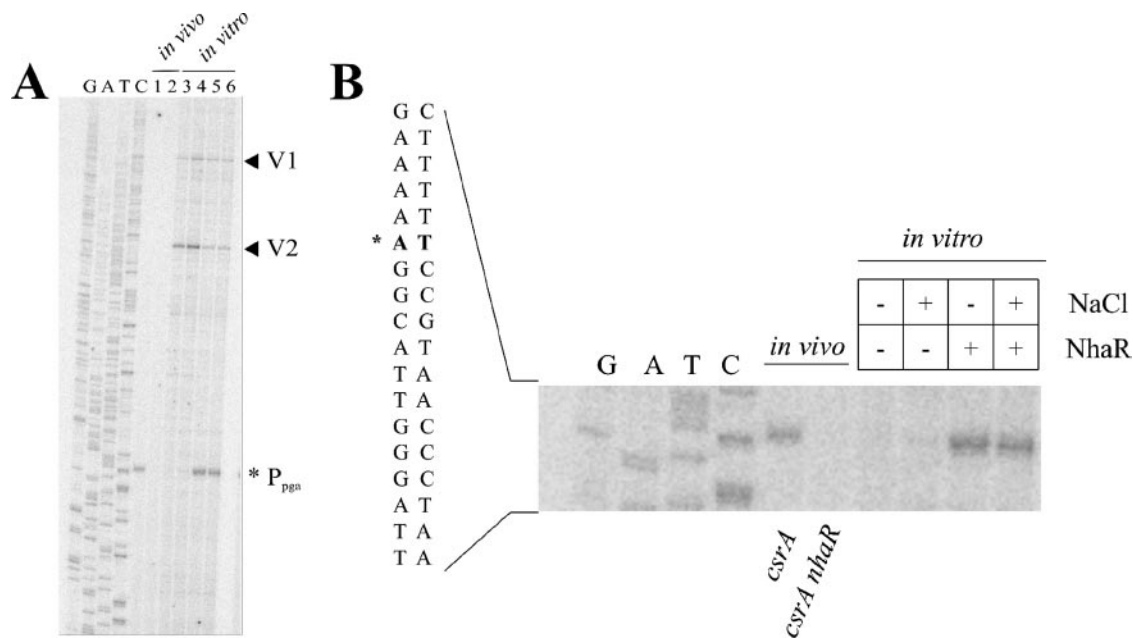 in vivo
in vitro
A
G A T C 1 2 3 4 5 6
V1
V2
* Ppga
B
G C
A T
A T
A T
A T
* A T
G C
G C
C G
A T
T A
T A
G C
G C
G C
A T
T A
T A
G A T C
in vivo
in vitro
- + - + NaCl
- - + + NhaR
csrA
csrA nhaR